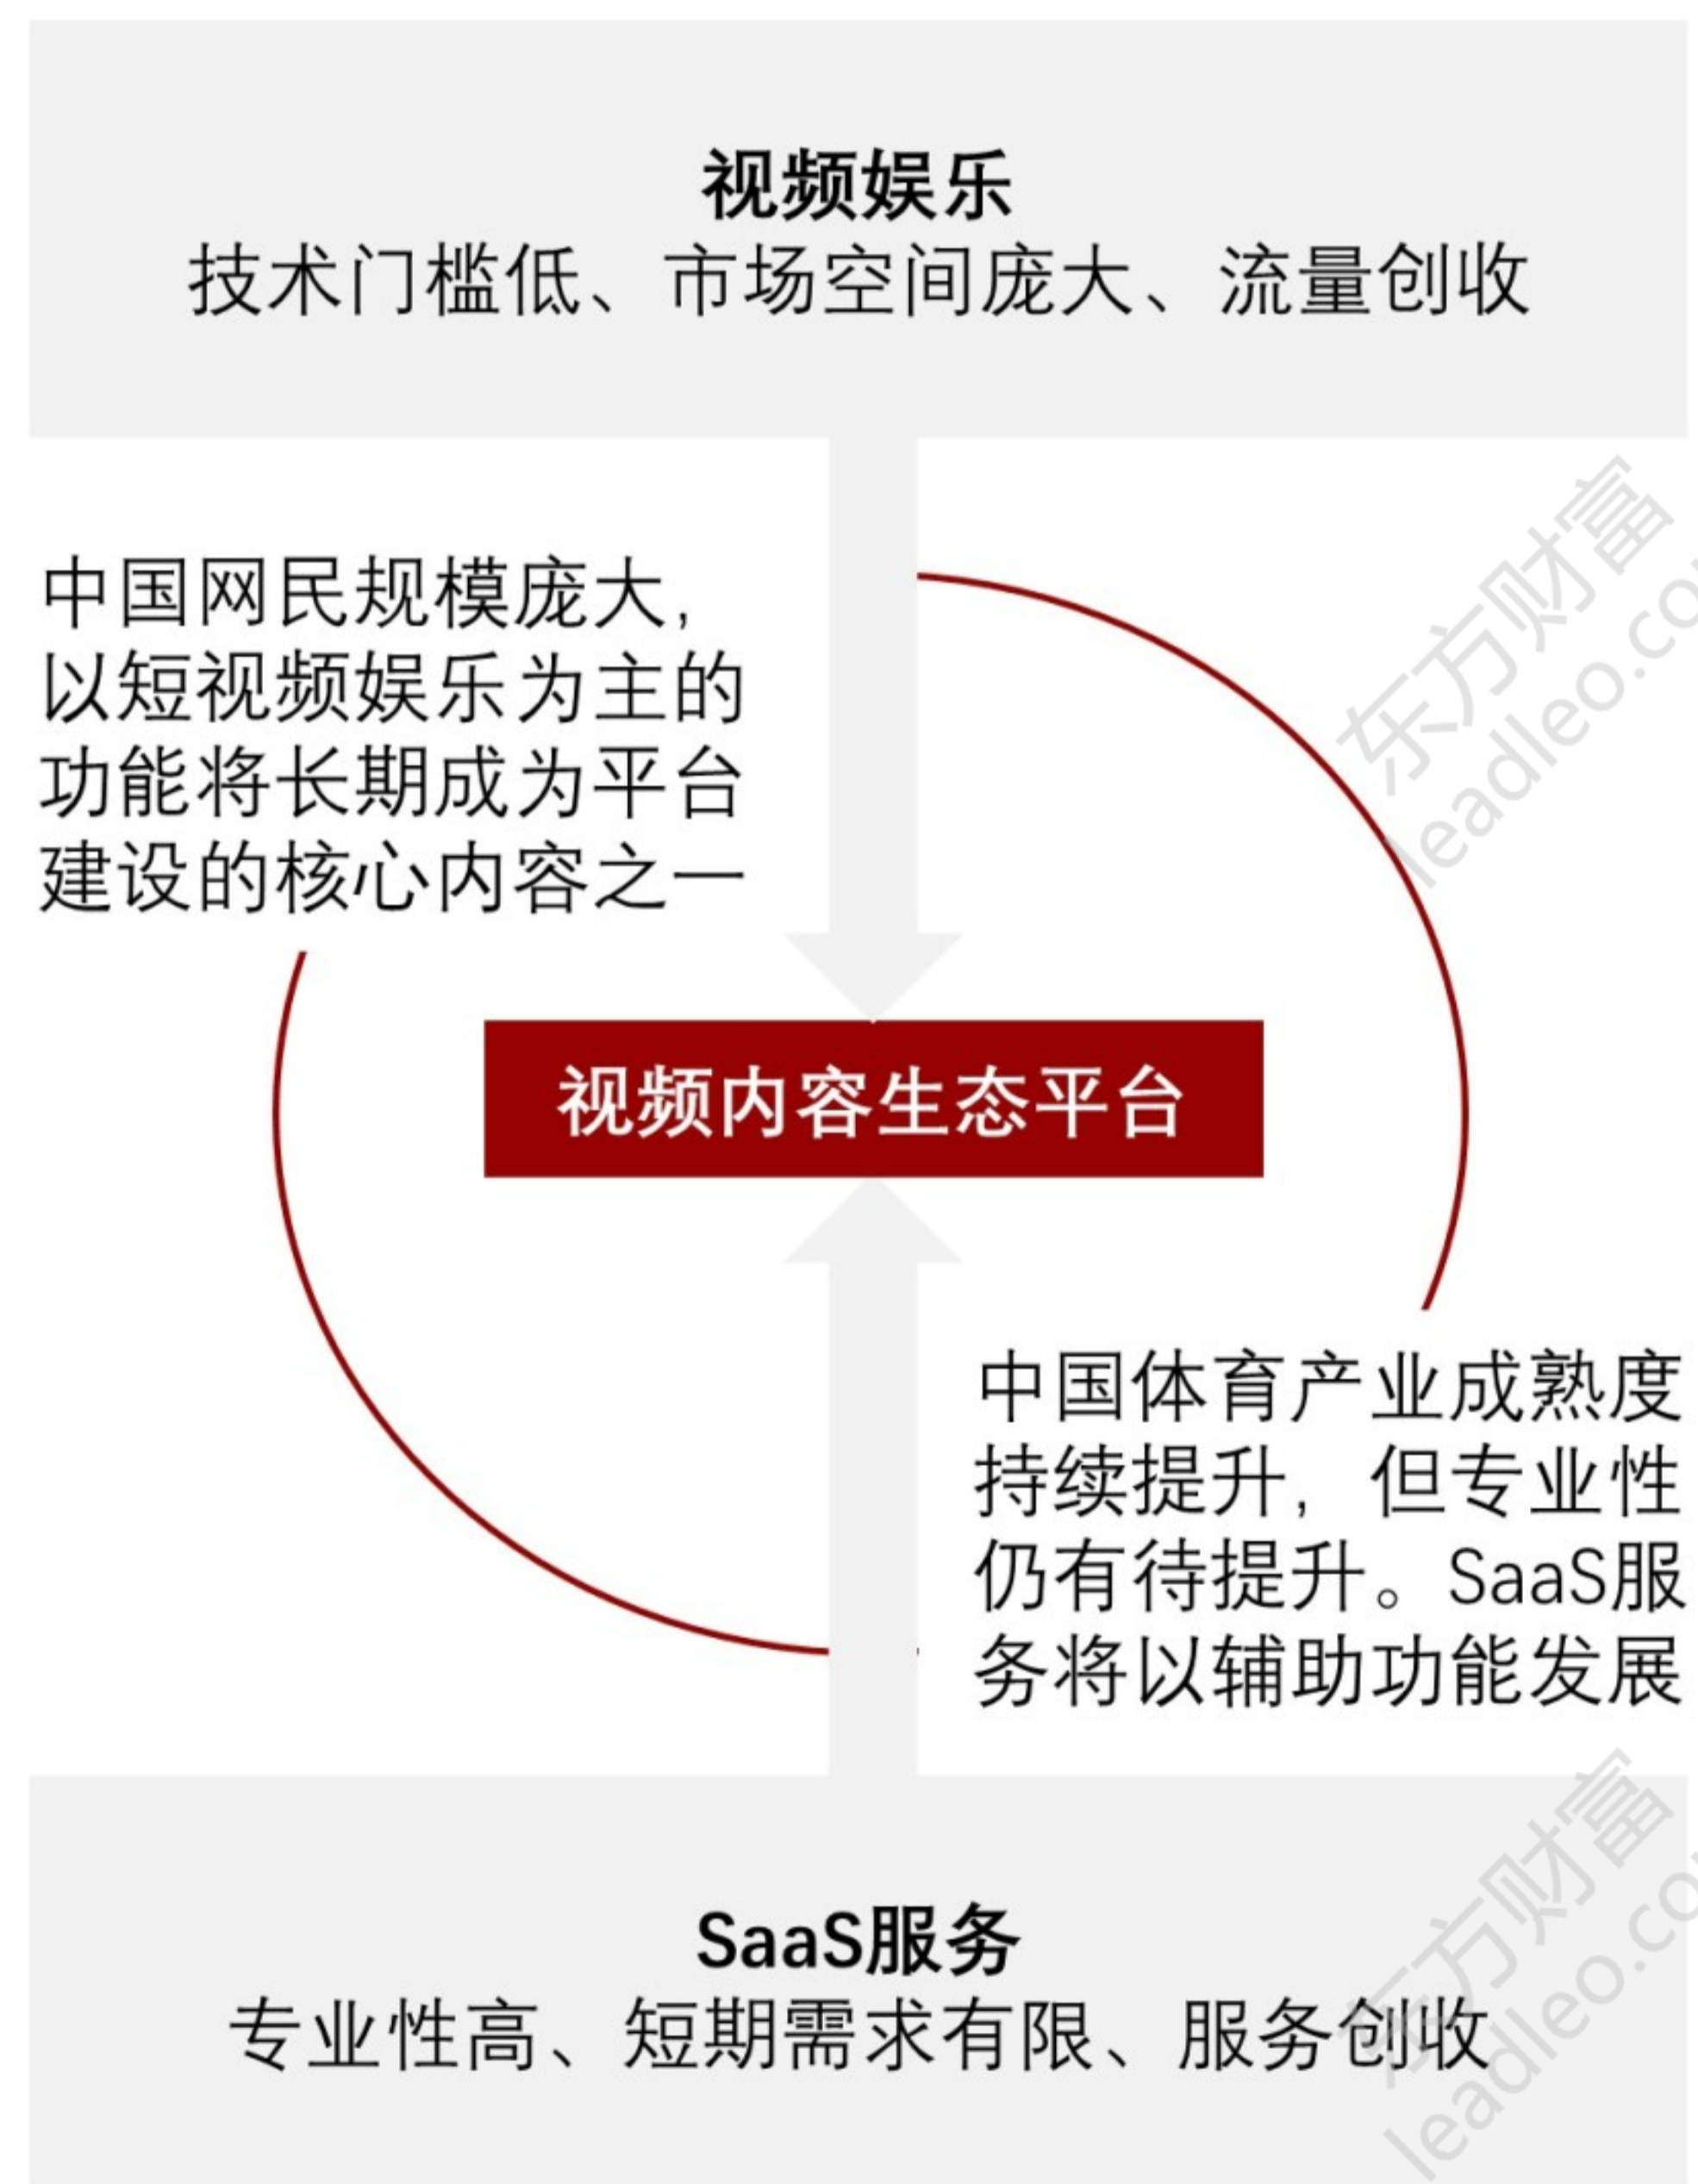 视频娱乐
技术门槛低、市场空间庞大、流量创收
中国网民规模庞大，
以短视频娱乐为主的
功能将长期成为平台
建设的核心内容之一
视频内容生态平台
中国体育产业成熟度
持续提升，但专业性
仍有待提升。SaaS服
务将以辅助功能发展
SaaS服务
专业性高、短期需求有限、服务创收
东方财富
leadleo.co
东方财富
leadleo.co